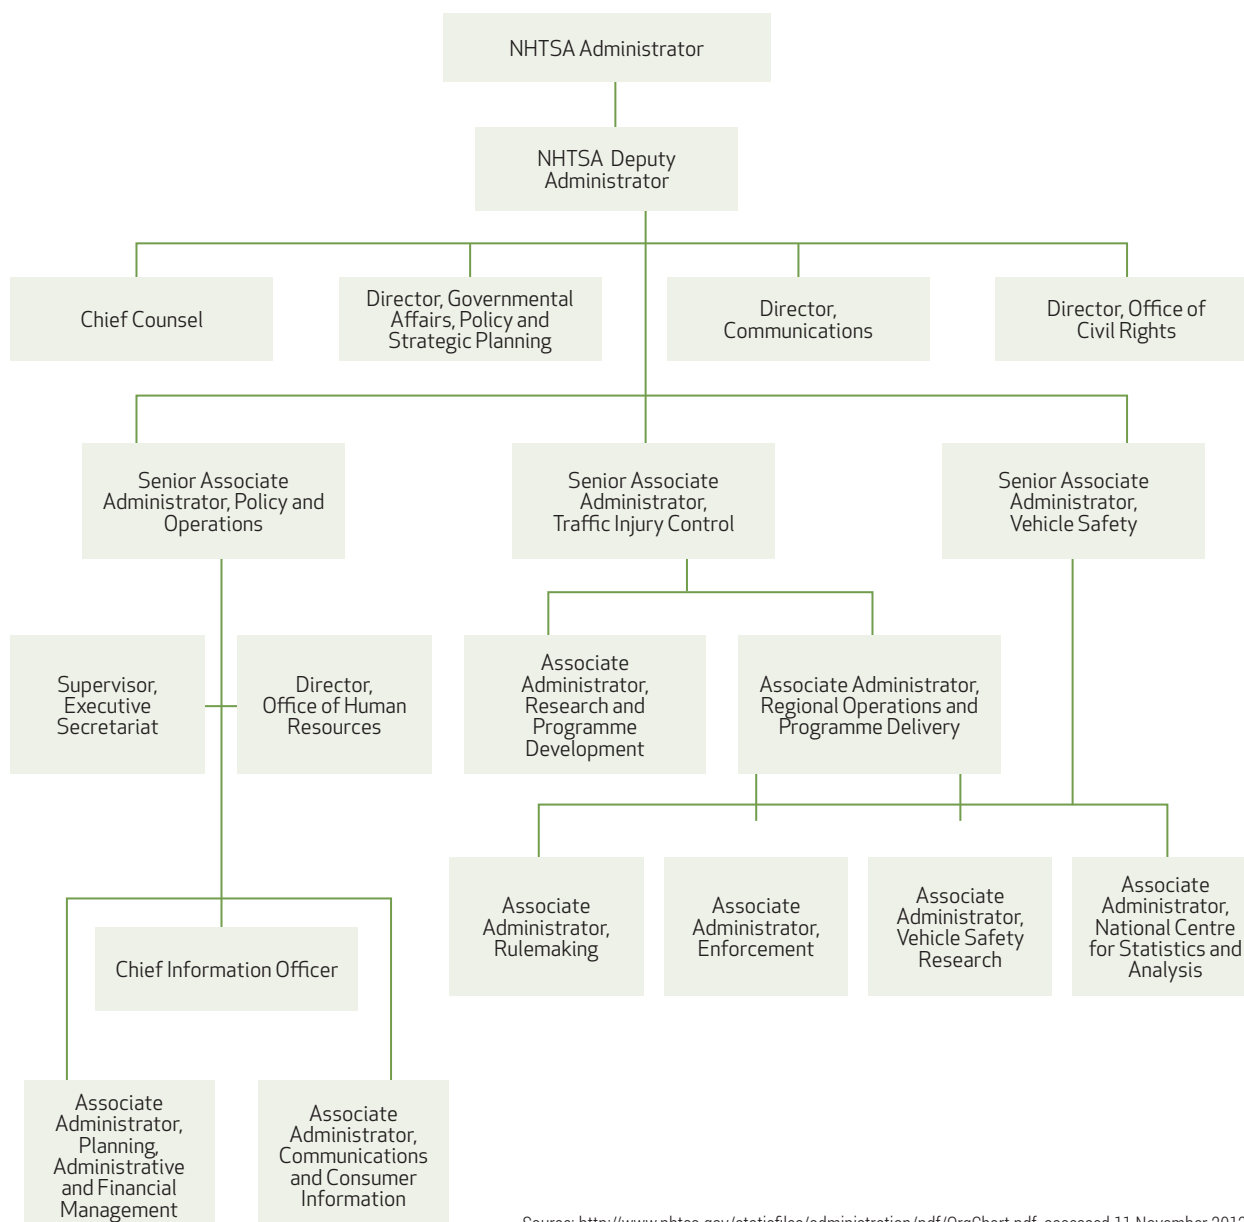 NHTSA Administrator
NHTSA Deputy
Administrator
Chief Counsel
Director, Governmental
Affairs, Policy and
Strategic Planning
Director,
Communications
Director, Office of
Civil Rights
Senior Associate
Administrator, Policy and
Operations
Senior Associate
Administrator,
Traffic Injury Control
Senior Associate
Administrator,
Vehicle Safety
Supervisor,
Executive
Secretariat
Director,
Office of Human
Resources
Associate
Administrator,
Research and
Programme
Development
Associate Administrator,
Regional Operations and
Programme Delivery
Associate
Administrator,
Rulemaking
Associate
Administrator,
Enforcement
Associate
Administrator,
Vehicle Safety
Research
Associate
Administrator,
National Centre
for Statistics and
Analysis
Chief Information Officer
Associate
Administrator,
Planning,
Administrative
and Financial
Management
Associate
Administrator,
Communications
and Consumer
Information